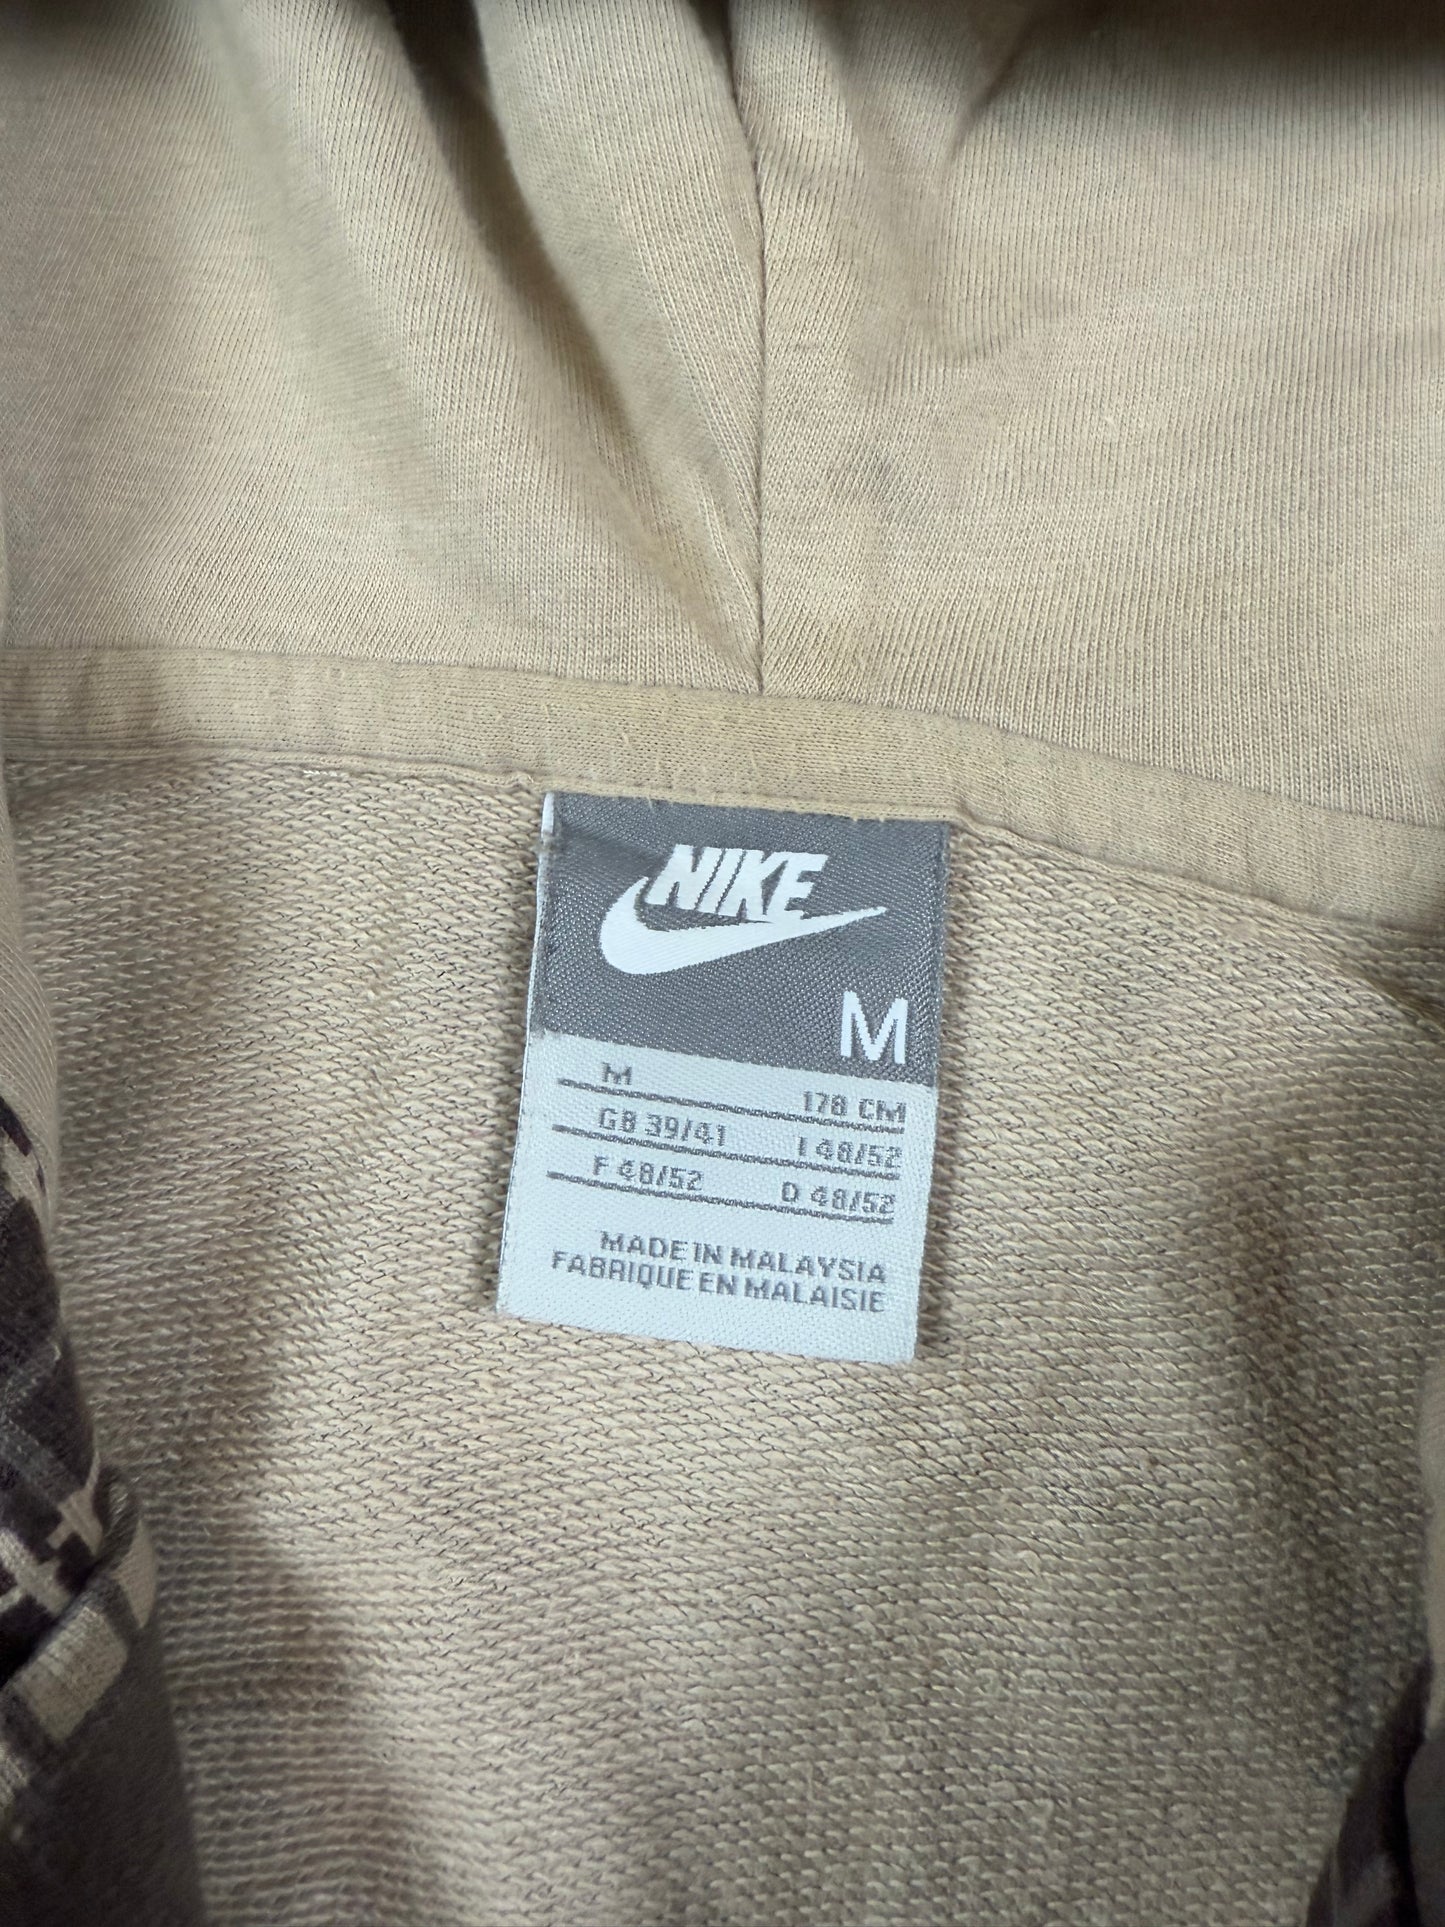 NIKE
M
M 178 CM
GB 39/41 I 48/52
F 48/52 D 48/52
MADE IN MALAYSIA
FABRIQUE EN MALAISIE